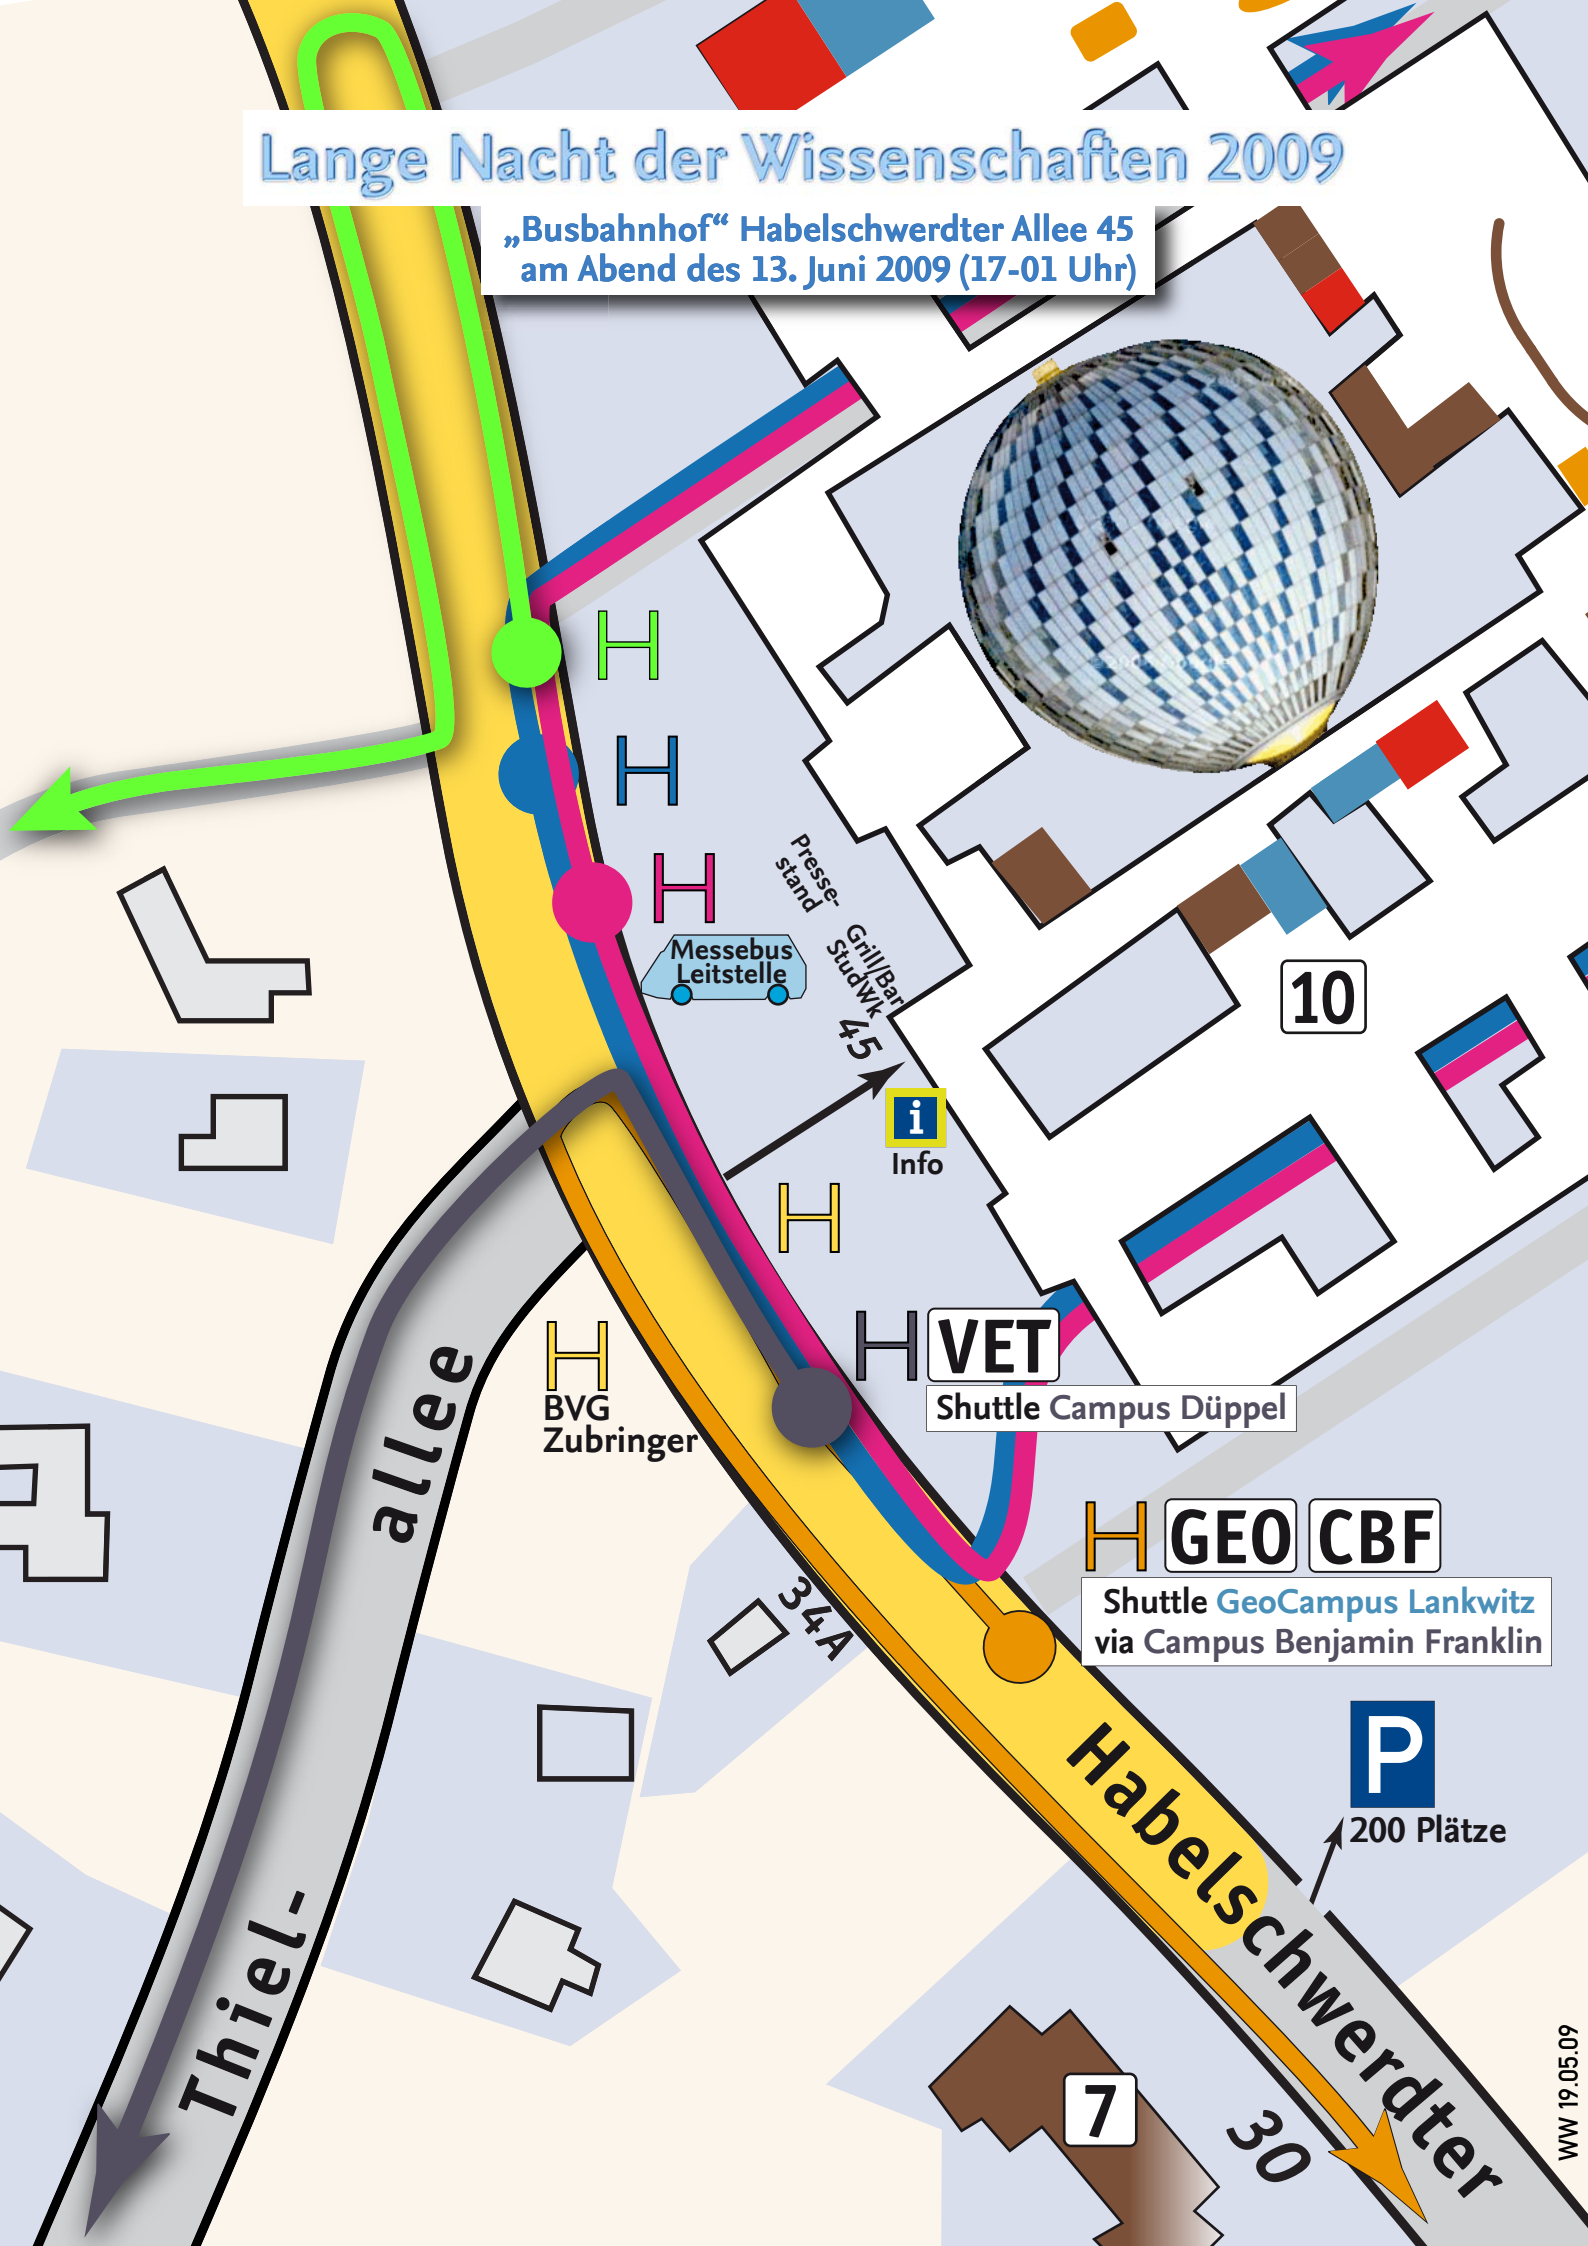 Lange Nacht der Wissenschaften 2009
„Busbahnhof“ Habelschwerdter Allee 45
am Abend des 13. Juni 2009 (17-01 Uhr)
H
H
H
Presse-
stand
Messebus
Leitstelle
Grill/Bar
StudWk
45
10
i
Info
H
H VET
Shuttle Campus Düppel
H
BVG
Zubringer
allee
Thiel-
34A
H GEO CBF
Shuttle GeoCampus Lankwitz
via Campus Benjamin Franklin
P
200 Plätze
Habelschwerdter
7
30
WW 19.05.09